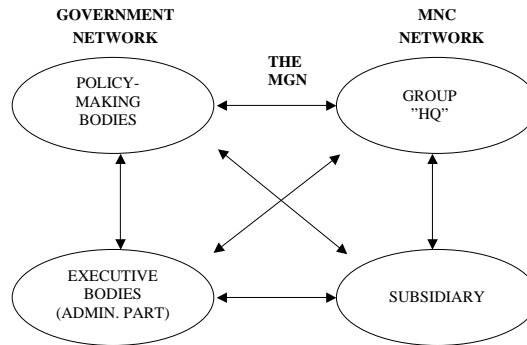 GOVERNMENT
NETWORK
MNC
NETWORK
THE
MGN
POLICY-
MAKING
BODIES
GROUP
"HQ"
EXECUTIVE
BODIES
(ADMIN. PART)
SUBSIDIARY